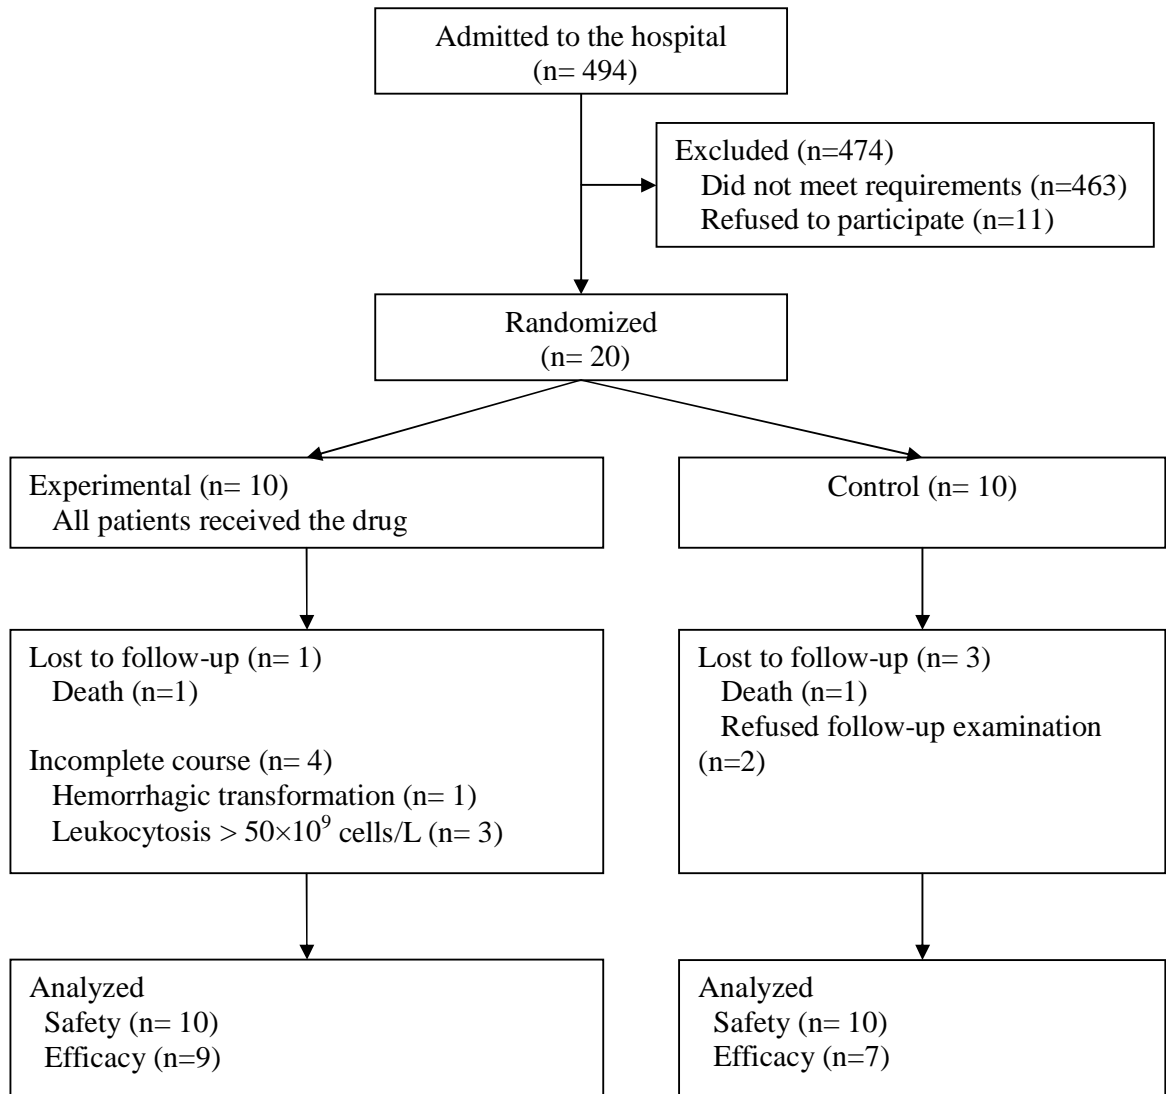 Admitted to the hospital
(n= 494)
Excluded (n=474)
Did not meet requirements (n=463)
Refused to participate (n=11)
Randomized
(n= 20)
Experimental (n= 10)
All patients received the drug
Control (n= 10)
Lost to follow-up (n= 1)
Death (n=1)
Incomplete course (n= 4)
Hemorrhagic transformation (n= 1)
Leukocytosis > 50×10⁹ cells/L (n= 3)
Lost to follow-up (n= 3)
Death (n=1)
Refused follow-up examination
(n=2)
Analyzed
Safety (n= 10)
Efficacy (n=9)
Analyzed
Safety (n= 10)
Efficacy (n=7)